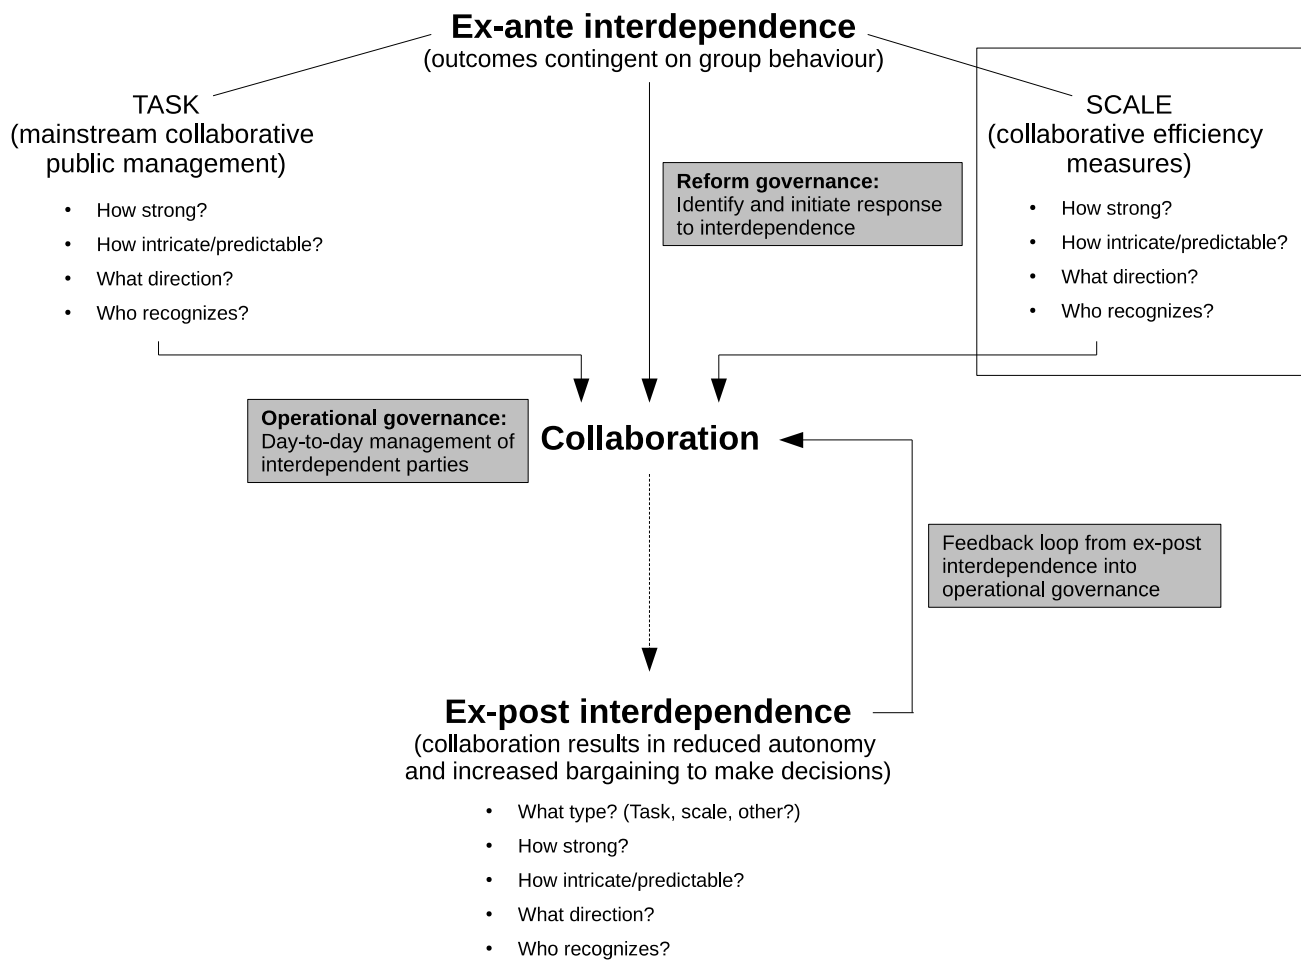 Ex-ante interdependence
(outcomes contingent on group behaviour)
TASK
(mainstream collaborative
public management)
• How strong?
• How intricate/predictable?
• What direction?
• Who recognizes?
Reform governance:
Identify and initiate response
to interdependence
SCALE
(collaborative efficiency
measures)
• How strong?
• How intricate/predictable?
• What direction?
• Who recognizes?
Operational governance:
Day-to-day management of
interdependent parties
Collaboration
Feedback loop from ex-post
interdependence into
operational governance
Ex-post interdependence
(collaboration results in reduced autonomy
and increased bargaining to make decisions)
• What type? (Task, scale, other?)
• How strong?
• How intricate/predictable?
• What direction?
• Who recognizes?